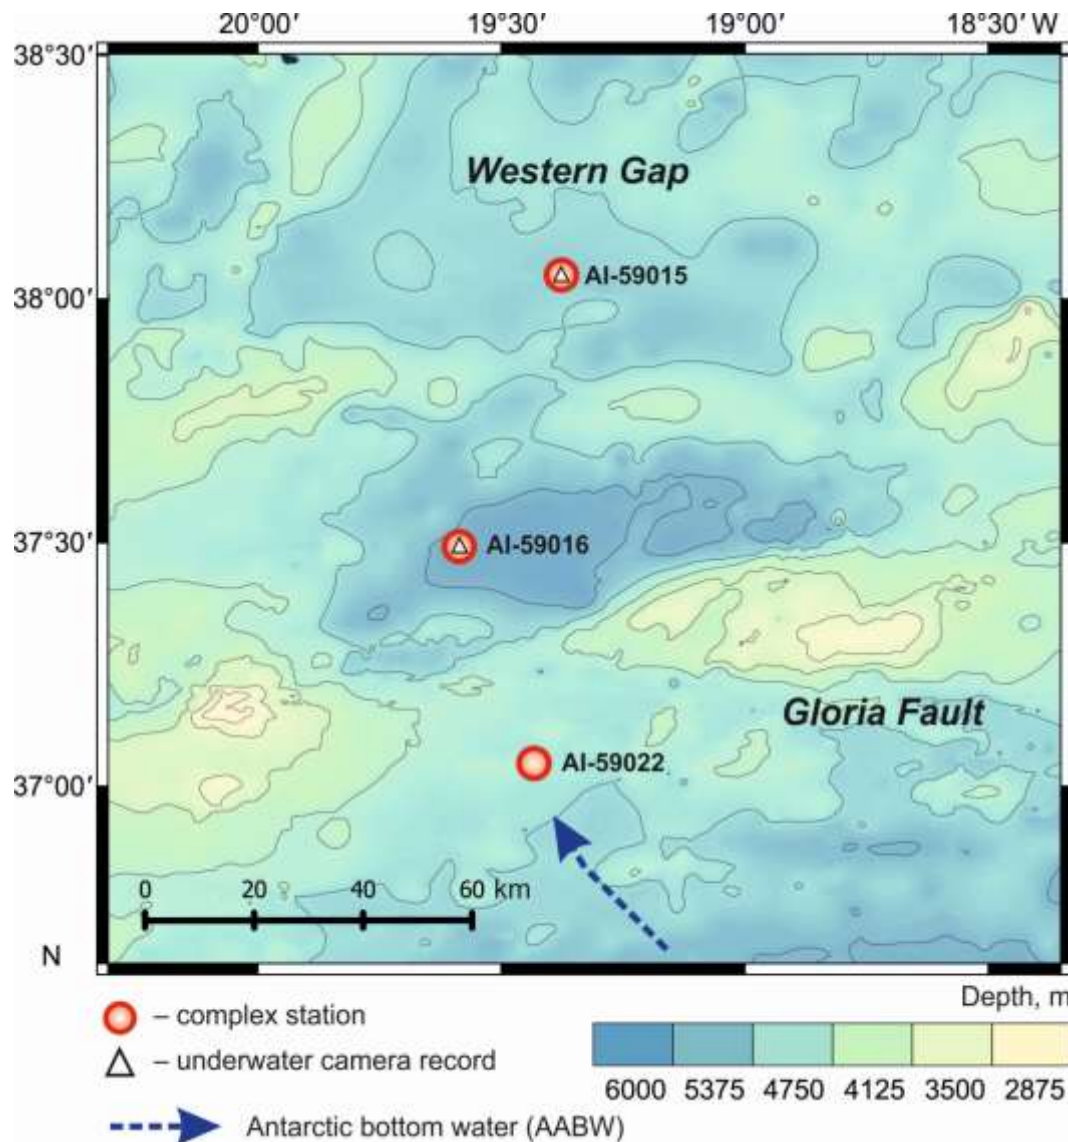 20°00′ 19°30′ 19°00′ 18°30′ W
38°30′
Western Gap
AI-59015
38°00′
AI-59016
37°30′
Gloria Fault
AI-59022
37°00′
0 20 40 60 km
N
Depth, m
– complex station
– underwater camera record
6000 5375 4750 4125 3500 2875
Antarctic bottom water (AABW)